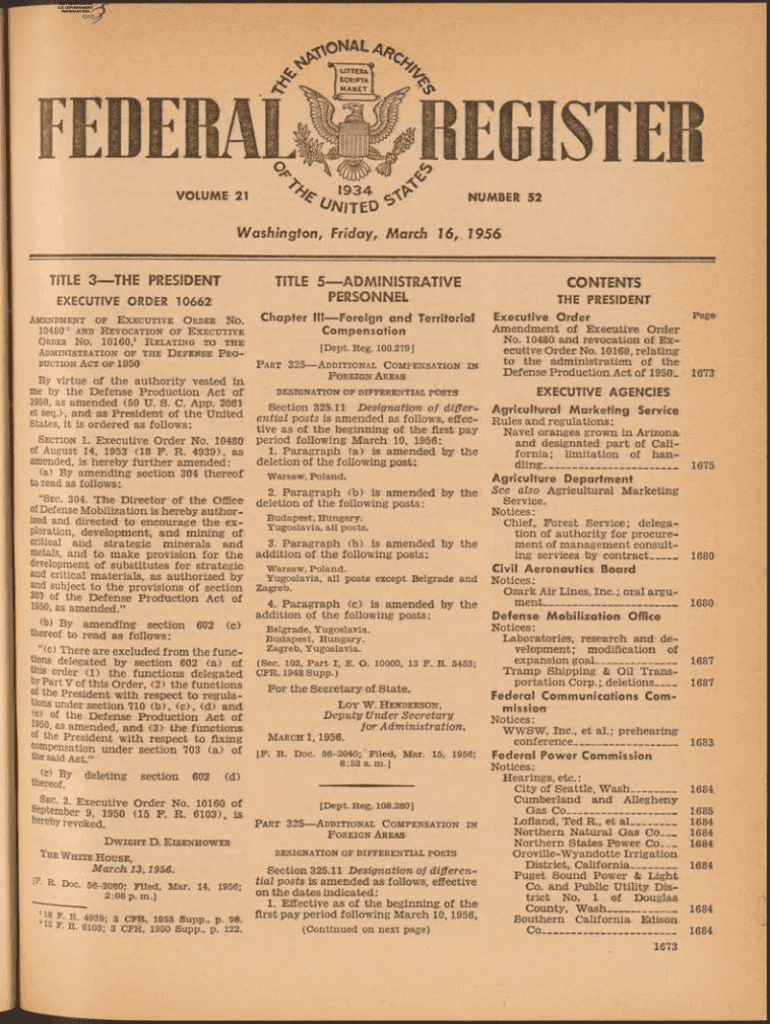 U.S. GOVERNMENT
INFORMATION
GPO
THE NATIONAL ARCHIVES
LITTERA
SCRIPTA
MANET
FEDERAL REGISTER
1934
OF THE UNITED STATES
VOLUME 21
NUMBER 52
Washington, Friday, March 16, 1956
TITLE 3—THE PRESIDENT
EXECUTIVE ORDER 10662
AMENDMENT OF EXECUTIVE ORDER NO.
10480¹ AND REVOCATION OF EXECUTIVE
ORDER NO. 10160,² RELATING TO THE
ADMINISTRATION OF THE DEFENSE PRO-
DUCTION ACT OF 1950
By virtue of the authority vested in
me by the Defense Production Act of
1950, as amended (50 U. S. C. App. 2061
et seq.), and as President of the United
States, it is ordered as follows:
SECTION 1. Executive Order No. 10480
of August 14, 1953 (18 F. R. 4939), as
amended, is hereby further amended:
(a) By amending section 304 thereof
to read as follows:
"SEC. 304. The Director of the Office
of Defense Mobilization is hereby author-
ized and directed to encourage the ex-
ploration, development, and mining of
critical and strategic minerals and
metals, and to make provision for the
development of substitutes for strategic
and critical materials, as authorized by
and subject to the provisions of section
303 of the Defense Production Act of
1950, as amended."
(b) By amending section 602 (c)
thereof to read as follows:
"(c) There are excluded from the func-
tions delegated by section 602 (a) of
this order (1) the functions delegated
by Part V of this Order, (2) the functions
of the President with respect to regula-
tions under section 710 (b), (c), (d) and
(e) of the Defense Production Act of
1950, as amended, and (3) the functions
of the President with respect to fixing
compensation under section 703 (a) of
the said Act."
(c) By deleting section 602 (d)
thereof.
SEC. 2. Executive Order No. 10160 of
September 9, 1950 (15 F. R. 6103), is
hereby revoked.
DWIGHT D. EISENHOWER
THE WHITE HOUSE,
March 13, 1956.
[F. R. Doc. 56-2080; Filed, Mar. 14, 1956;
2:08 p. m.]
¹ 18 F. R. 4939; 3 CFR, 1953 Supp., p. 98.
² 15 F. R. 6103; 3 CFR, 1950 Supp., p. 122.
TITLE 5—ADMINISTRATIVE
PERSONNEL
Chapter III—Foreign and Territorial
Compensation
[Dept. Reg. 108.279]
PART 325—ADDITIONAL COMPENSATION IN
FOREIGN AREAS
DESIGNATION OF DIFFERENTIAL POSTS
Section 325.11 Designation of differ-
ential posts is amended as follows, effec-
tive as of the beginning of the first pay
period following March 10, 1956:
1. Paragraph (a) is amended by the
deletion of the following post:
Warsaw, Poland.
2. Paragraph (b) is amended by the
deletion of the following posts:
Budapest, Hungary.
Yugoslavia, all posts.
3. Paragraph (b) is amended by the
addition of the following posts:
Warsaw, Poland.
Yugoslavia, all posts except Belgrade and
Zagreb.
4. Paragraph (c) is amended by the
addition of the following posts:
Belgrade, Yugoslavia.
Budapest, Hungary.
Zagreb, Yugoslavia.
(Sec. 102, Part I, E. O. 10000, 13 F. R. 5453;
CFR, 1948 Supp.)
For the Secretary of State.
LOY W. HENDERSON,
Deputy Under Secretary
for Administration.
MARCH 1, 1956.
[F. R. Doc. 56-2040; Filed, Mar. 15, 1956;
8:53 a. m.]
[Dept. Reg. 108.280]
PART 325—ADDITIONAL COMPENSATION IN
FOREIGN AREAS
DESIGNATION OF DIFFERENTIAL POSTS
Section 325.11 Designation of differen-
tial posts is amended as follows, effective
on the dates indicated:
1. Effective as of the beginning of the
first pay period following March 10, 1956,
(Continued on next page)
CONTENTS
THE PRESIDENT
Executive Order Page
Amendment of Executive Order
No. 10480 and revocation of Ex-
ecutive Order No. 10160, relating
to the administration of the
Defense Production Act of 1950_ 1673
EXECUTIVE AGENCIES
Agricultural Marketing Service
Rules and regulations:
Navel oranges grown in Arizona
and designated part of Cali-
fornia; limitation of han-
dling____________________ 1675
Agriculture Department
See also Agricultural Marketing
Service.
Notices:
Chief, Forest Service; delega-
tion of authority for procure-
ment of management consult-
ing services by contract_____ 1680
Civil Aeronautics Board
Notices:
Ozark Air Lines, Inc.; oral argu-
ment____________________ 1680
Defense Mobilization Office
Notices:
Laboratories, research and de-
velopment; modification of
expansion goal____________ 1687
Tramp Shipping & Oil Trans-
portation Corp.; deletions____ 1687
Federal Communications Com-
mission
Notices:
WWSW, Inc., et al.; prehearing
conference________________ 1683
Federal Power Commission
Notices:
Hearings, etc.:
City of Seattle, Wash________ 1684
Cumberland and Allegheny
Gas Co____________________ 1685
Lofland, Ted R., et al________ 1684
Northern Natural Gas Co____ 1684
Northern States Power Co___ 1684
Oroville-Wyandotte Irrigation
District, California_________ 1684
Puget Sound Power & Light
Co. and Public Utility Dis-
trict No. 1 of Douglas
County, Wash_____________ 1684
Southern California Edison
Co______________________ 1684
1673